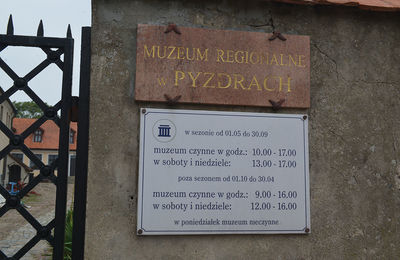 MUZEUM REGIONALNE
w PYZDRACH
w sezonie od 01.05 do 30.09
muzeum czynne w godz.: 10.00 - 17.00
w soboty i niedziele: 13.00 - 17.00
poza sezonem od 01.10 do 30.04
muzeum czynne w godz.: 9.00 - 16.00
w soboty i niedziele: 12.00 - 16.00
w poniedziałek muzeum nieczynne